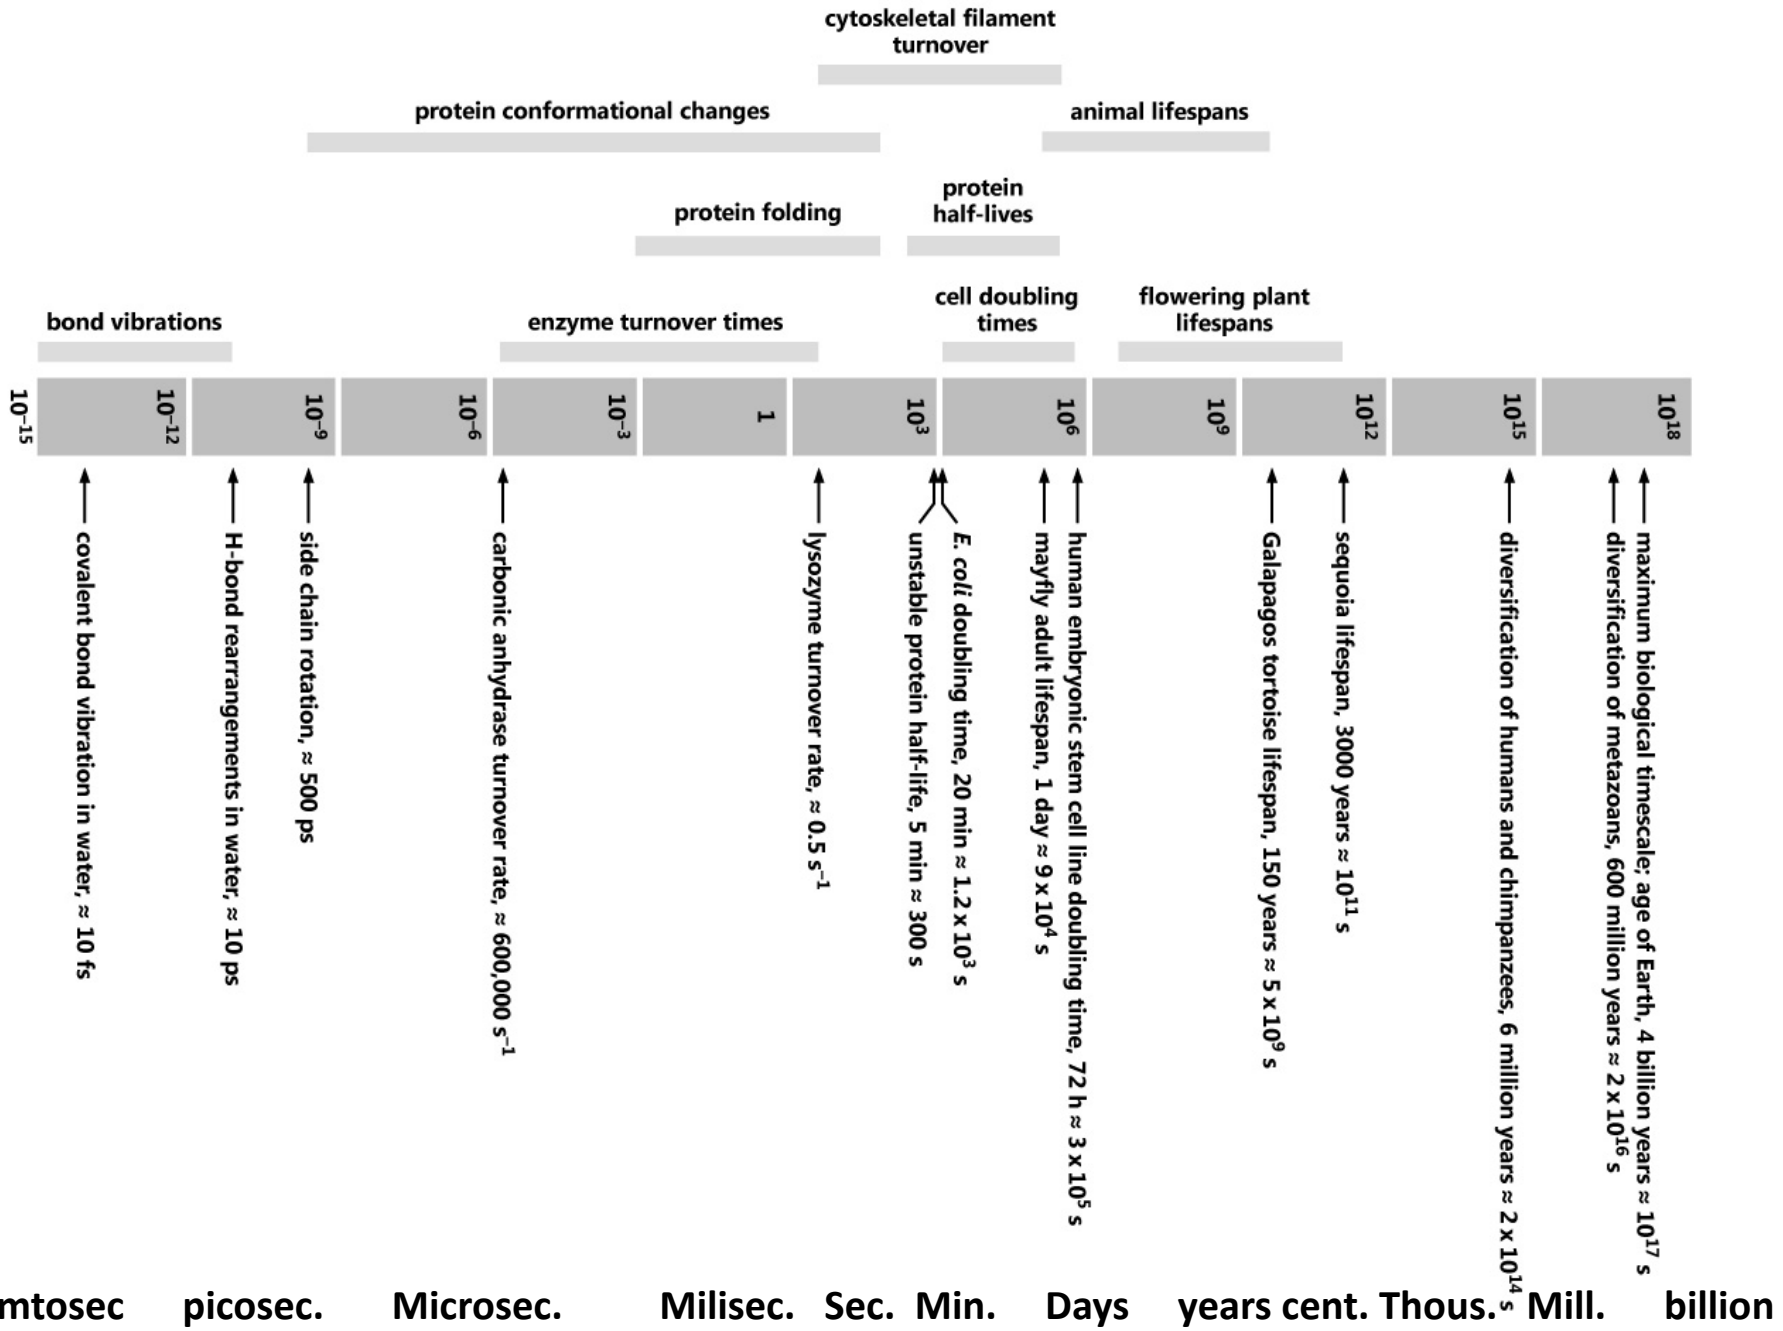 cytoskeletal filament
turnover
protein conformational changes
animal lifespans
protein
half-lives
protein folding
cell doubling
times
flowering plant
lifespans
bond vibrations
enzyme turnover times
10⁻¹⁵
10⁻¹²
10⁻⁹
10⁻⁶
10⁻³
1
10³
10⁶
10⁹
10¹²
10¹⁵
10¹⁸
covalent bond vibration in water, ≈ 10 fs
H-bond rearrangements in water, ≈ 10 ps
side chain rotation, ≈ 500 ps
carbonic anhydrase turnover rate, ≈ 600,000 s⁻¹
lysozyme turnover rate, ≈ 0.5 s⁻¹
unstable protein half-life, 5 min ≈ 300 s
E. coli doubling time, 20 min ≈ 1.2 x 10³ s
mayfly adult lifespan, 1 day ≈ 9 x 10⁴ s
human embryonic stem cell line doubling time, 72 h ≈ 3 x 10⁵ s
Galapagos tortoise lifespan, 150 years ≈ 5 x 10⁹ s
sequoia lifespan, 3000 years ≈ 10¹¹ s
diversification of humans and chimpanzees, 6 million years ≈ 2 x 10¹⁴ s
diversification of metazoans, 600 million years ≈ 2 x 10¹⁶ s
maximum biological timescale; age of Earth, 4 billion years ≈ 10¹⁷ s
mtosec picosec. Microsec. Milisec. Sec. Min. Days years cent. Thous. Mill. billion